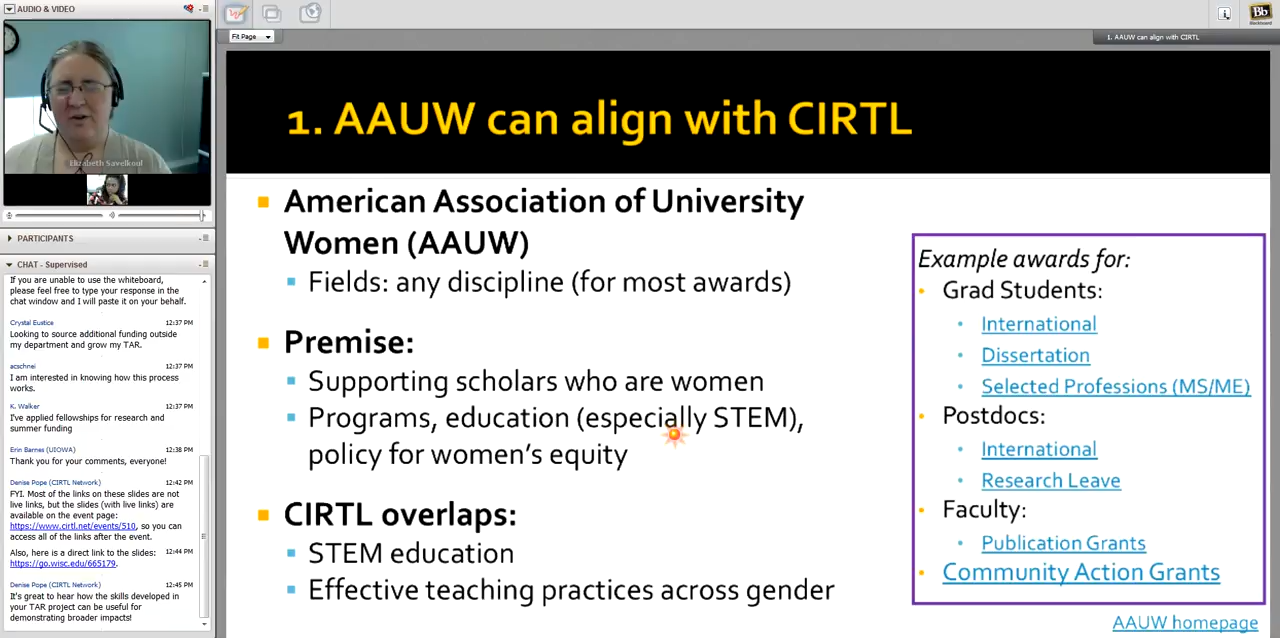 AUDIO & VIDEO
Elizabeth Savelkoul
PARTICIPANTS
CHAT - Supervised
If you are unable to use the whiteboard,
please feel free to type your response in the
chat window and I will paste it on your behalf.
Crystal Eustice 12:37 PM
Looking to source additional funding outside
my department and grow my TAR.
acschnei 12:37 PM
I am interested in knowing how this process
works.
K. Walker 12:37 PM
I've applied fellowships for research and
summer funding
Erin Barnes (UIOWA) 12:38 PM
Thank you for your comments, everyone!
Denise Pope (CIRTL Network) 12:42 PM
FYI. Most of the links on these slides are not
live links, but the slides (with live links) are
available on the event page:
https://www.cirtl.net/events/510, so you can
access all of the links after the event.
Also, here is a direct link to the slides: 12:44 PM
https://go.wisc.edu/665179.
Denise Pope (CIRTL Network) 12:45 PM
It's great to hear how the skills developed in
your TAR project can be useful for
demonstrating broader impacts!
Fit Page
Bb
Blackboard
1. AAUW can align with CIRTL
1. AAUW can align with CIRTL
American Association of University
Women (AAUW)
Fields: any discipline (for most awards)
Premise:
Supporting scholars who are women
Programs, education (especially STEM),
policy for women's equity
CIRTL overlaps:
STEM education
Effective teaching practices across gender
Example awards for:
Grad Students:
International
Dissertation
Selected Professions (MS/ME)
Postdocs:
International
Research Leave
Faculty:
Publication Grants
Community Action Grants
AAUW homepage